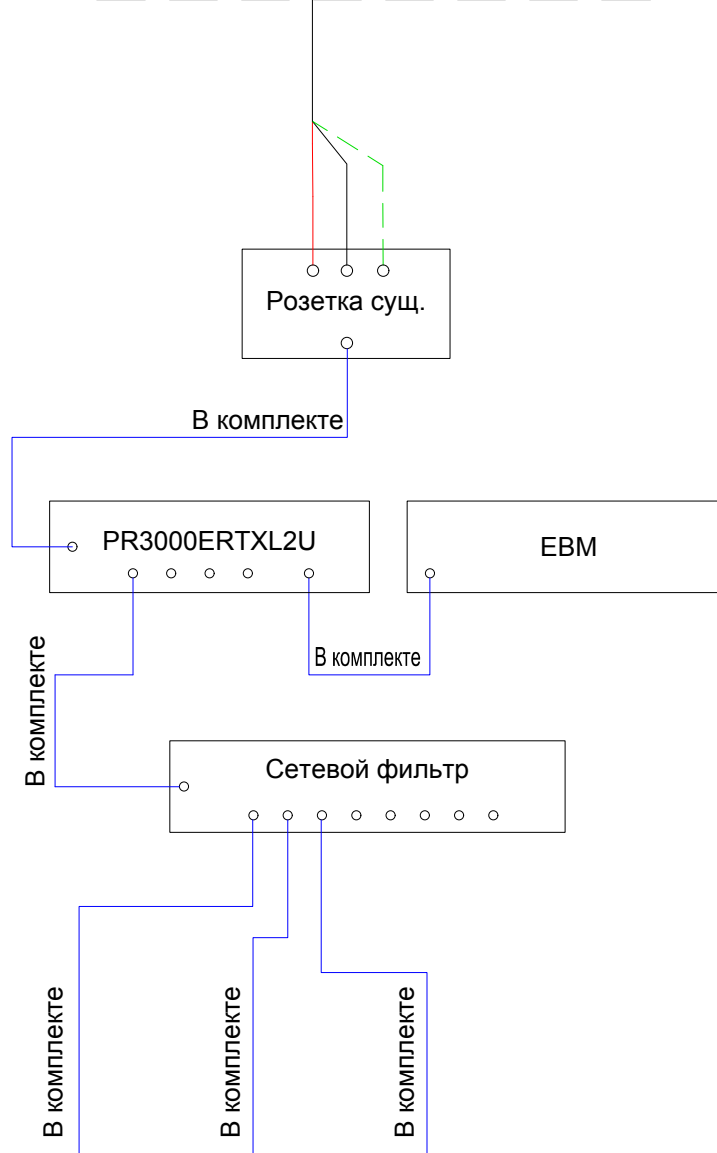 Розетка сущ.
В комплекте
PR3000ERTXL2U
EBM
В комплекте
В комплекте
Сетевой фильтр
В комплекте
В комплекте
В комплекте